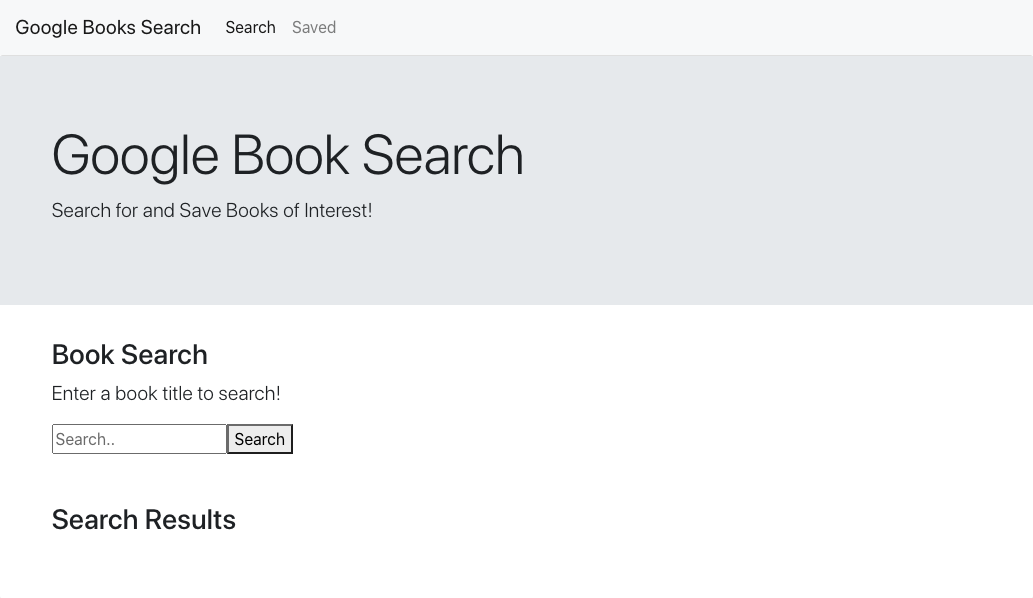 Google Books Search Search Saved
Google Book Search
Search for and Save Books of Interest!
Book Search
Enter a book title to search!
Search.. Search
Search Results